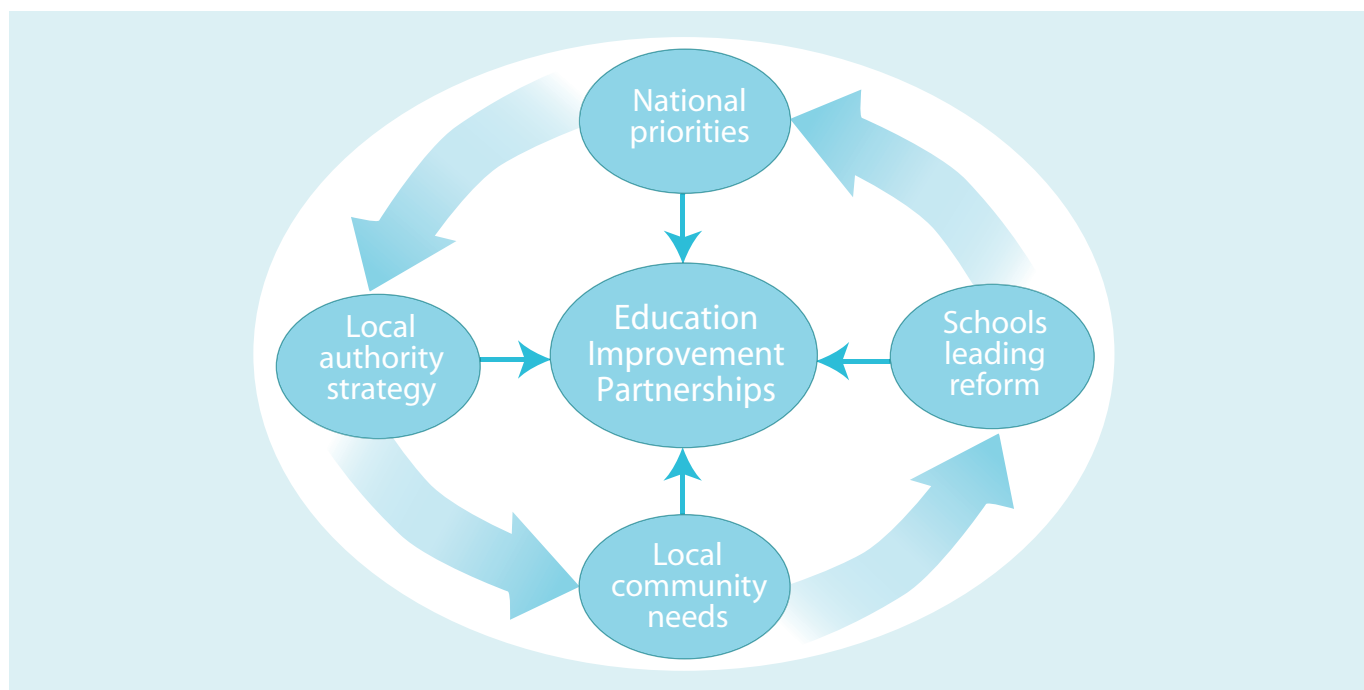 National
priorities
Local
authority
strategy
Education
Improvement
Partnerships
Schools
leading
reform
Local
community
needs